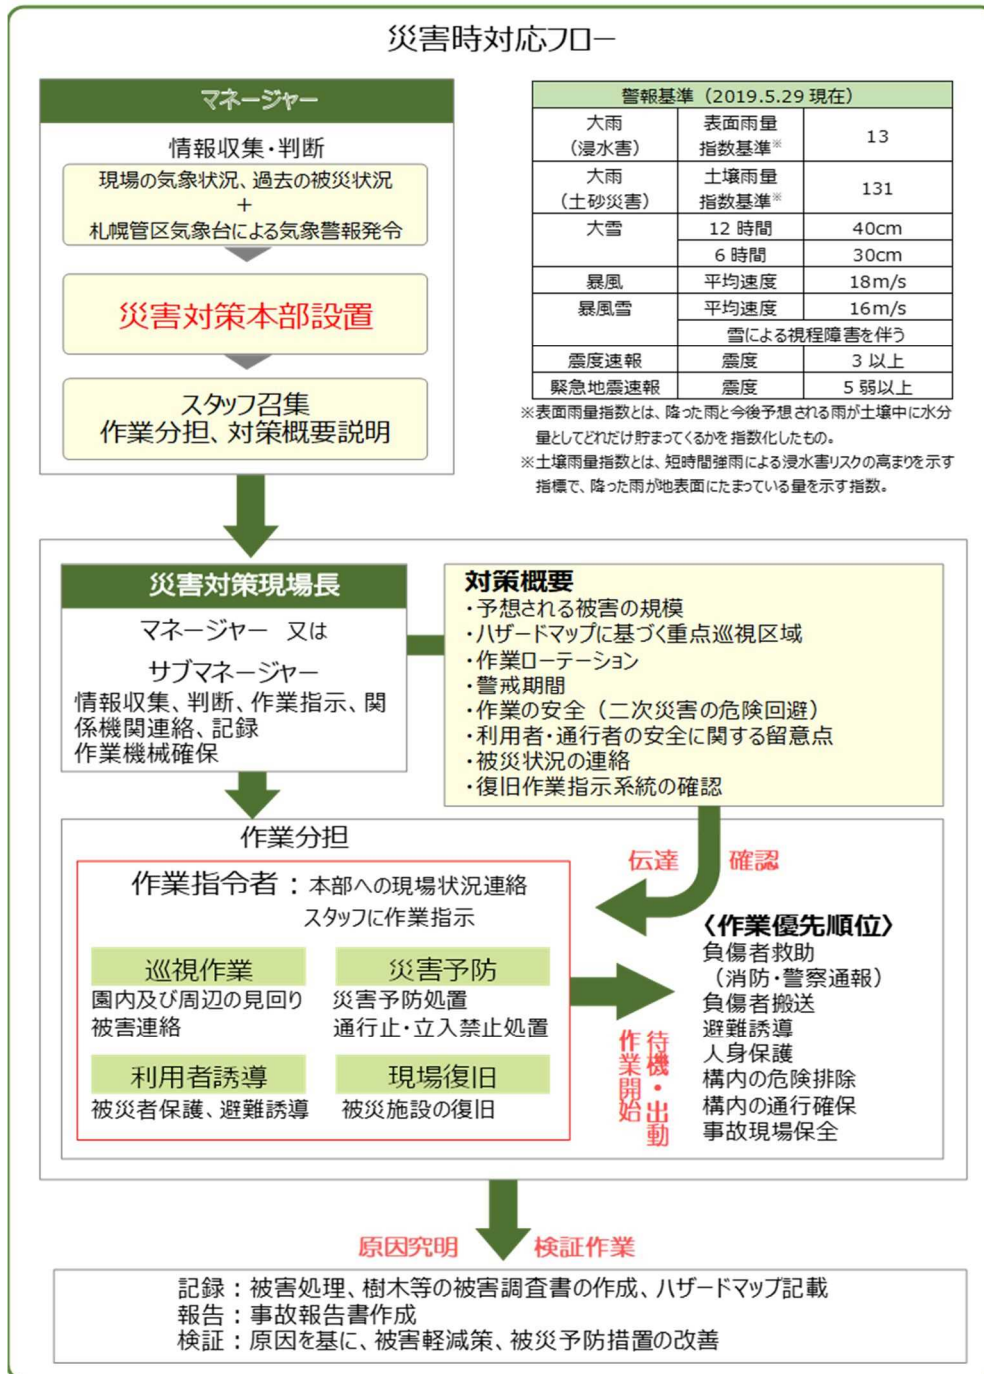 災害時対応フロー
マネージャー
情報収集・判断
現場の気象状況、過去の被災状況
+
札幌管区気象台による気象警報発令
災害対策本部設置
スタッフ召集
作業分担、対策概要説明
警報基準（2019.5.29 現在）
大雨 表面雨量 13
（浸水害） 指数基準※
大雨 土壌雨量 131
（土砂災害） 指数基準※
大雪 12 時間 40cm
6 時間 30cm
暴風 平均速度 18m/s
暴風雪 平均速度 16m/s
雪による視程障害を伴う
震度速報 震度 3 以上
緊急地震速報 震度 5 弱以上
※表面雨量指数とは、降った雨と今後予想される雨が土壌中に水分
量としてどれだけ貯まってくるかを指数化したもの。
※土壌雨量指数とは、短時間強雨による浸水害リスクの高まりを示す
指標で、降った雨が地表面にたまっている量を示す指数。
災害対策現場長
マネージャー 又は
サブマネージャー
情報収集、判断、作業指示、関
係機関連絡、記録
作業機械確保
対策概要
・予想される被害の規模
・ハザードマップに基づく重点巡視区域
・作業ローテーション
・警戒期間
・作業の安全（二次災害の危険回避）
・利用者・通行者の安全に関する留意点
・被災状況の連絡
・復旧作業指示系統の確認
伝達 確認
作業分担
作業指令者：本部への現場状況連絡
スタッフに作業指示
巡視作業
園内及び周辺の見回り
被害連絡
災害予防
災害予防処置
通行止・立入禁止処置
利用者誘導
被災者保護、避難誘導
現場復旧
被災施設の復旧
待機・出動
作業開始
〈作業優先順位〉
負傷者救助
（消防・警察通報）
負傷者搬送
避難誘導
人身保護
構内の危険排除
構内の通行確保
事故現場保全
原因究明 検証作業
記録：被害処理、樹木等の被害調査書の作成、ハザードマップ記載
報告：事故報告書作成
検証：原因を基に、被害軽減策、被災予防措置の改善